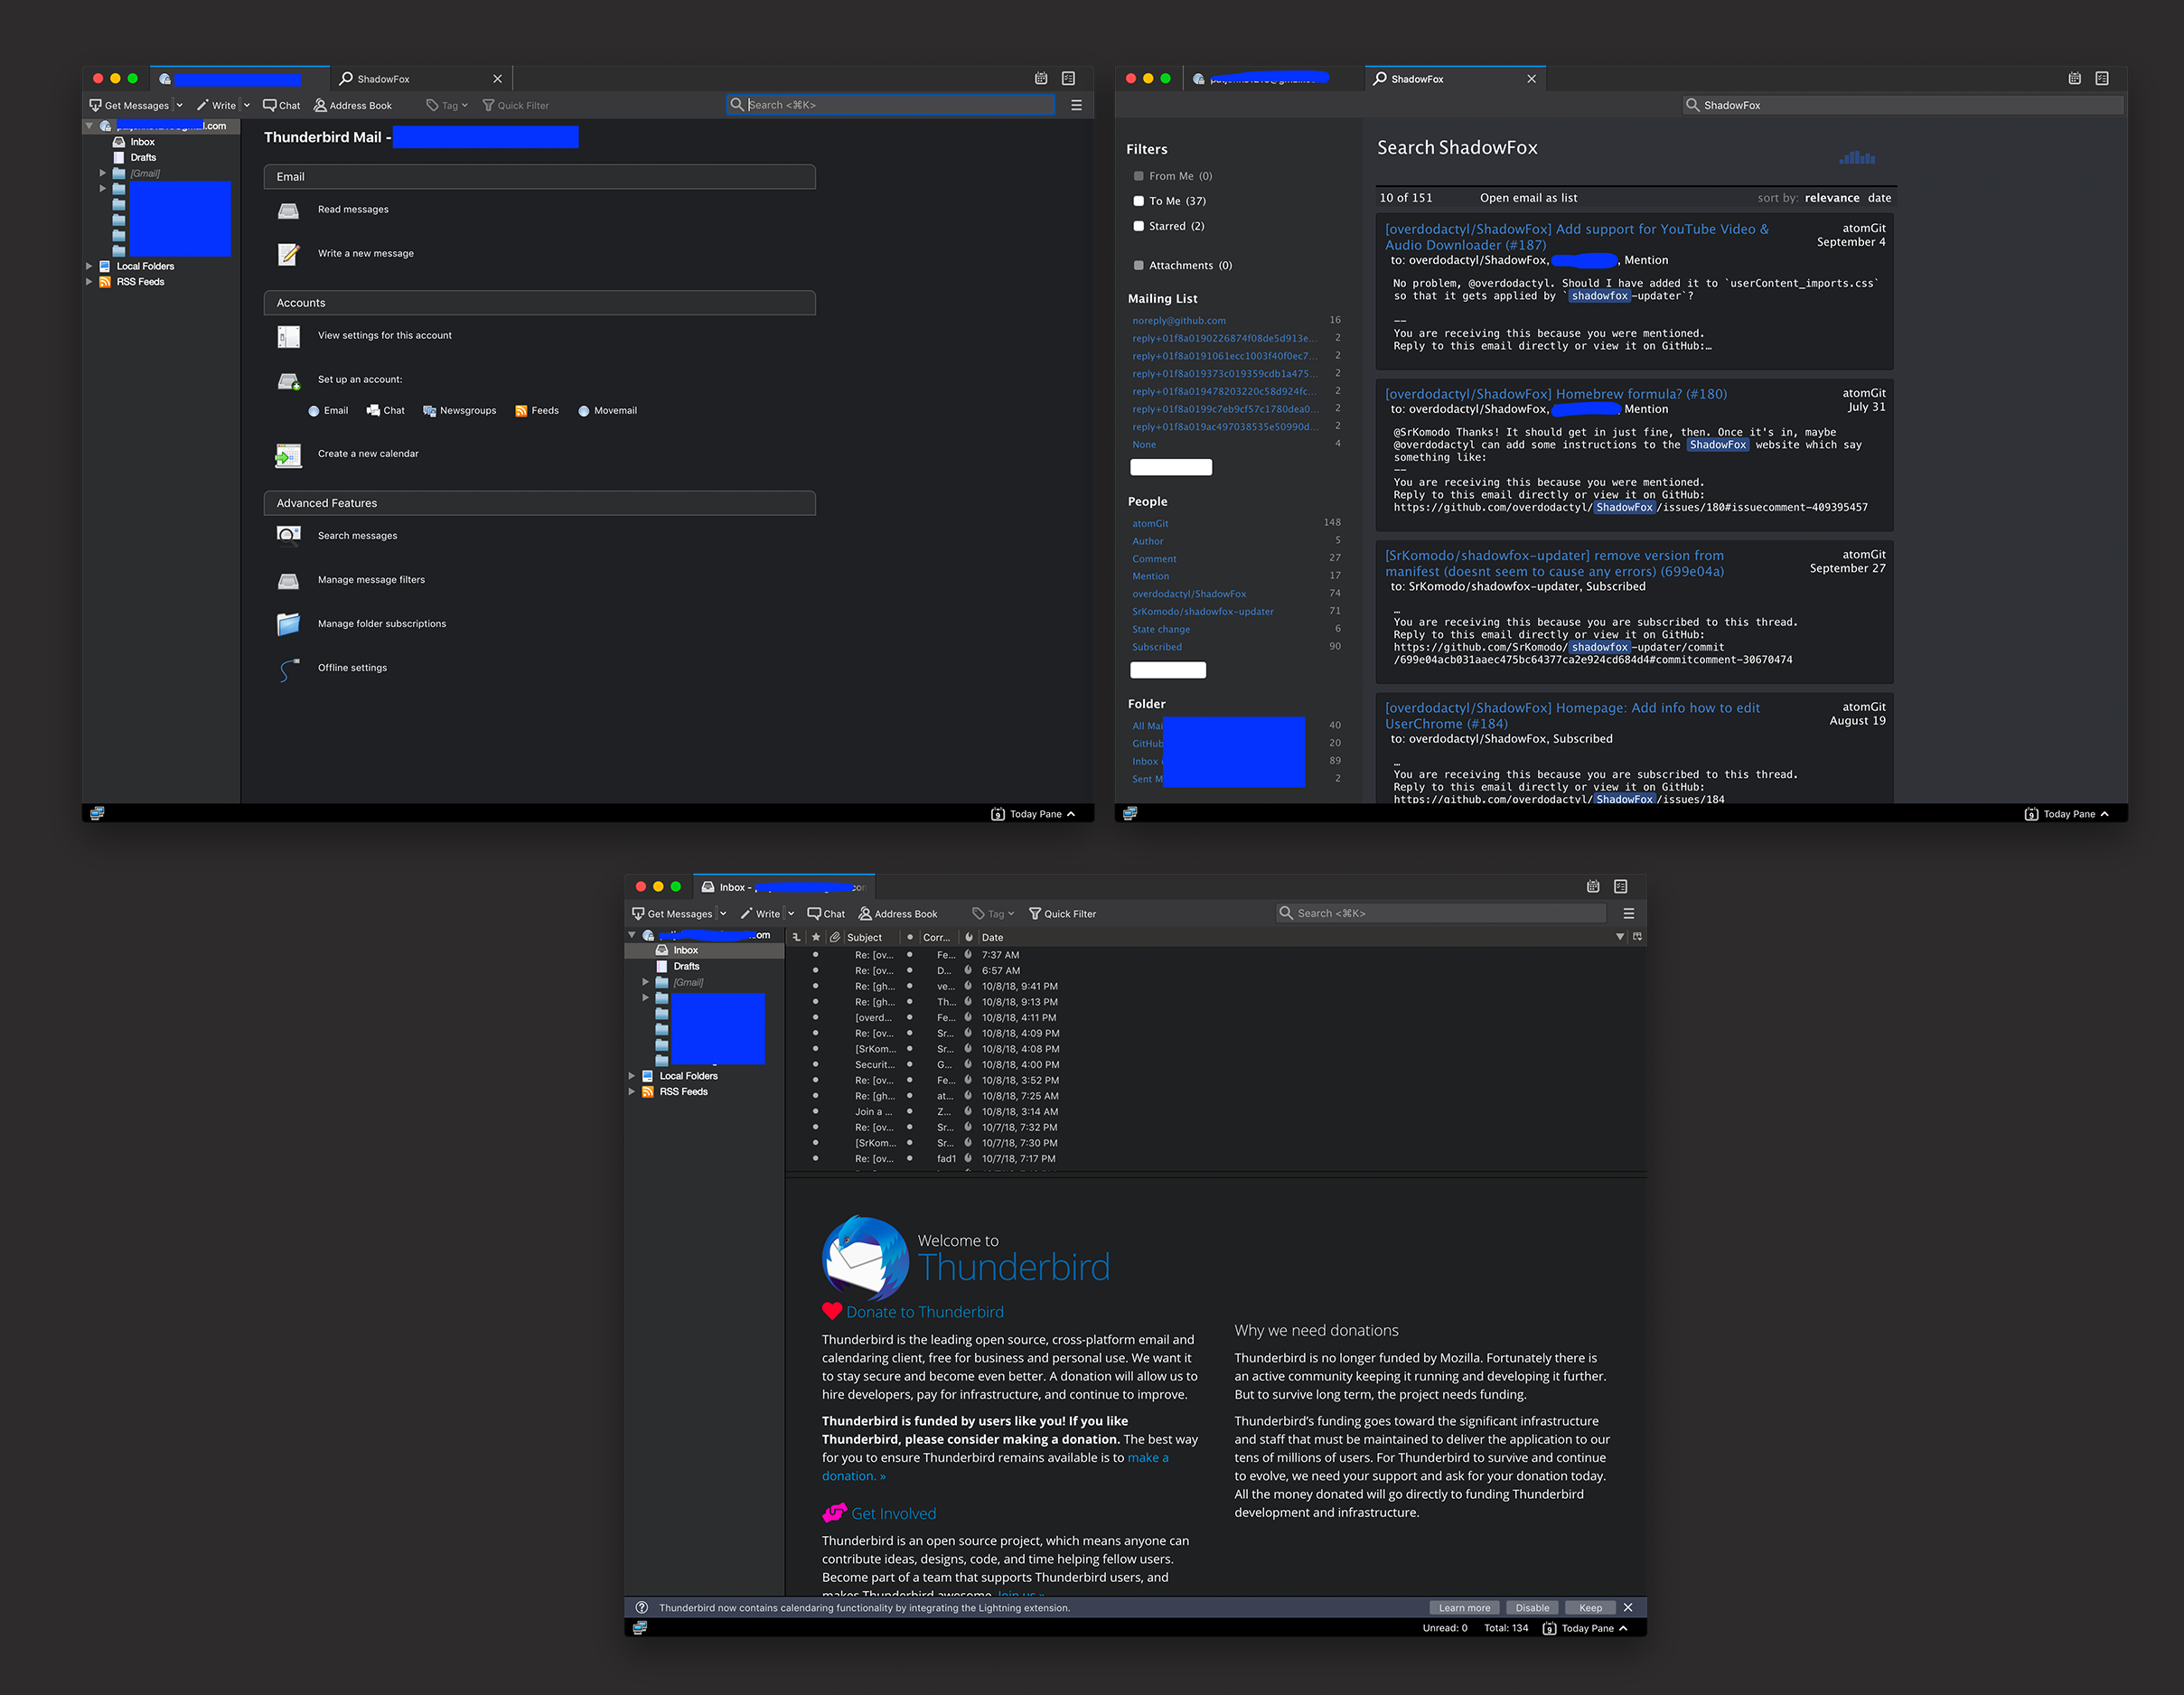 ShadowFox
Get Messages
Write
Chat
Address Book
Tag
Quick Filter
Search <⌘K>
.com
Inbox
Drafts
[Gmail]
Local Folders
RSS Feeds
Thunderbird Mail -
Email
Read messages
Write a new message
Accounts
View settings for this account
Set up an account:
Email Chat Newsgroups Feeds Movemail
Create a new calendar
Advanced Features
Search messages
Manage message filters
Manage folder subscriptions
Offline settings
9 Today Pane
ShadowFox
ShadowFox
Filters
From Me (0)
To Me (37)
Starred (2)
Attachments (0)
Mailing List
noreply@github.com 16
reply+01f8a0190226874f08de5d913e... 2
reply+01f8a0191061ecc1003f40f0ec7... 2
reply+01f8a019373c019359cdb1a475... 2
reply+01f8a019478203220c58d924fc... 2
reply+01f8a0199c7eb9cf57c1780dea0... 2
reply+01f8a019ac497038535e50990d... 2
None 4
People
atomGit 148
Author 5
Comment 27
Mention 17
overdodactyl/ShadowFox 74
SrKomodo/shadowfox-updater 71
State change 6
Subscribed 90
Folder
All Mai 40
GitHub 20
Inbox 89
Sent M 2
Search ShadowFox
10 of 151 Open email as list sort by: relevance date
[overdodactyl/ShadowFox] Add support for YouTube Video &
Audio Downloader (#187)
atomGit
September 4
to: overdodactyl/ShadowFox, , Mention
No problem, @overdodactyl. Should I have added it to `userContent_imports.css`
so that it gets applied by `shadowfox-updater`?
——
You are receiving this because you were mentioned.
Reply to this email directly or view it on GitHub:…
[overdodactyl/ShadowFox] Homebrew formula? (#180)
atomGit
July 31
to: overdodactyl/ShadowFox, , Mention
@SrKomodo Thanks! It should get in just fine, then. Once it's in, maybe
@overdodactyl can add some instructions to the ShadowFox website which say
something like:
——
You are receiving this because you were mentioned.
Reply to this email directly or view it on GitHub:
https://github.com/overdodactyl/ShadowFox/issues/180#issuecomment-409395457
[SrKomodo/shadowfox-updater] remove version from
manifest (doesnt seem to cause any errors) (699e04a)
atomGit
September 27
to: SrKomodo/shadowfox-updater, Subscribed
…
You are receiving this because you are subscribed to this thread.
Reply to this email directly or view it on GitHub:
https://github.com/SrKomodo/shadowfox-updater/commit
/699e04acb031aaec475bc64377ca2e924cd684d4#commitcomment-30670474
[overdodactyl/ShadowFox] Homepage: Add info how to edit
UserChrome (#184)
atomGit
August 19
to: overdodactyl/ShadowFox, Subscribed
…
You are receiving this because you are subscribed to this thread.
Reply to this email directly or view it on GitHub:
https://github.com/overdodactyl/ShadowFox/issues/184
9 Today Pane
Inbox -
Get Messages
Write
Chat
Address Book
Tag
Quick Filter
Search <⌘K>
Inbox
Drafts
[Gmail]
Local Folders
RSS Feeds
Subject Corr... Date
Re: [ov... Fe... 7:37 AM
Re: [ov... D... 6:57 AM
Re: [gh... ve... 10/8/18, 9:41 PM
Re: [gh... Th... 10/8/18, 9:13 PM
[overd... Fe... 10/8/18, 4:11 PM
Re: [ov... Sr... 10/8/18, 4:09 PM
[SrKom... Sr... 10/8/18, 4:08 PM
Securit... G... 10/8/18, 4:00 PM
Re: [ov... Fe... 10/8/18, 3:52 PM
Re: [gh... at... 10/8/18, 7:25 AM
Join a ... Z... 10/8/18, 3:14 AM
Re: [ov... Sr... 10/7/18, 7:32 PM
[SrKom... Sr... 10/7/18, 7:30 PM
Re: [ov... fad1 10/7/18, 7:17 PM
Welcome to
Thunderbird
Donate to Thunderbird
Thunderbird is the leading open source, cross-platform email and
calendaring client, free for business and personal use. We want it
to stay secure and become even better. A donation will allow us to
hire developers, pay for infrastructure, and continue to improve.
Thunderbird is funded by users like you! If you like
Thunderbird, please consider making a donation. The best way
for you to ensure Thunderbird remains available is to make a
donation. »
Get Involved
Thunderbird is an open source project, which means anyone can
contribute ideas, designs, code, and time helping fellow users.
Become part of a team that supports Thunderbird users, and
makes Thunderbird awesome. Join us »
Why we need donations
Thunderbird is no longer funded by Mozilla. Fortunately there is
an active community keeping it running and developing it further.
But to survive long term, the project needs funding.
Thunderbird's funding goes toward the significant infrastructure
and staff that must be maintained to deliver the application to our
tens of millions of users. For Thunderbird to survive and continue
to evolve, we need your support and ask for your donation today.
All the money donated will go directly to funding Thunderbird
development and infrastructure.
Thunderbird now contains calendaring functionality by integrating the Lightning extension.
Learn more Disable Keep
Unread: 0 Total: 134 9 Today Pane